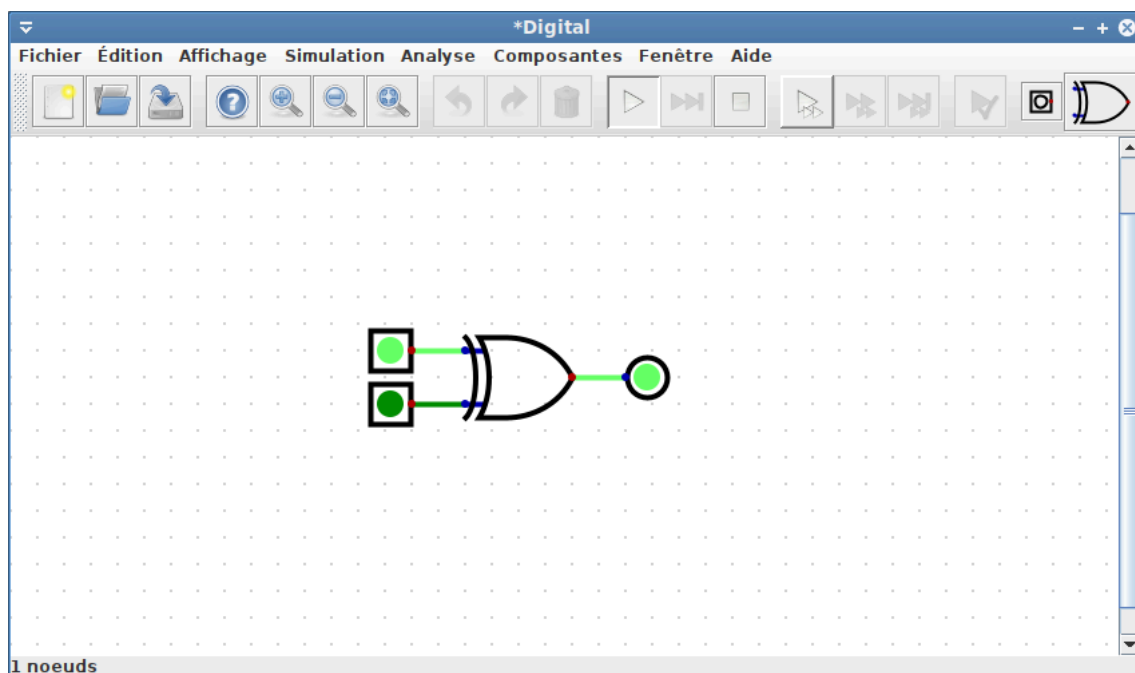 *Digital
Fichier Édition Affichage Simulation Analyse Composantes Fenêtre Aide
1 noeuds